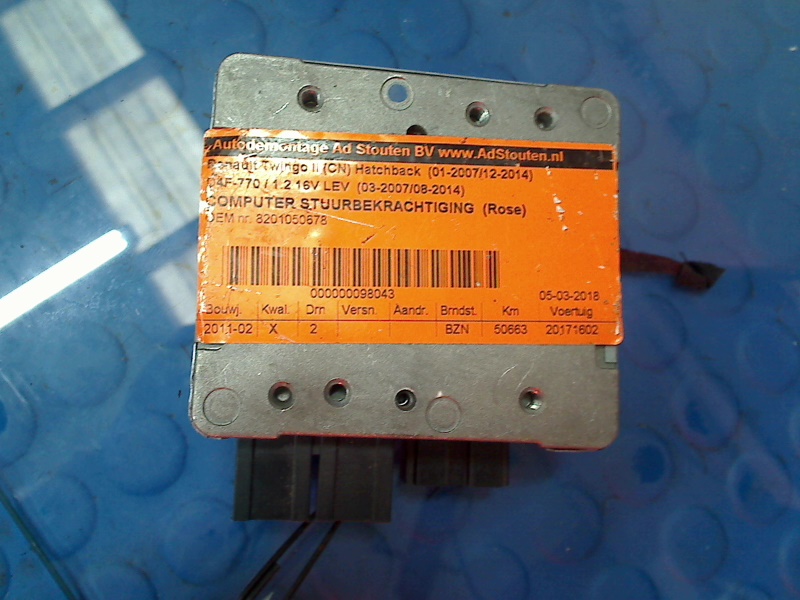 Autodemontage Ad Stouten BV www.AdStouten.nl
Renault Twingo II (CN) Hatchback (01-2007/12-2014)
D4F-770 / 1.2 16V LEV (03-2007/08-2014)
COMPUTER STUURBEKRACHTIGING (Rose)
OEM nr. 8201050678
000000098043
05-03-2018
Bouwj. Kwal. Drn Versn. Aandr. Brndst. Km Voertuig
2011-02 X 2 BZN 50663 20171602